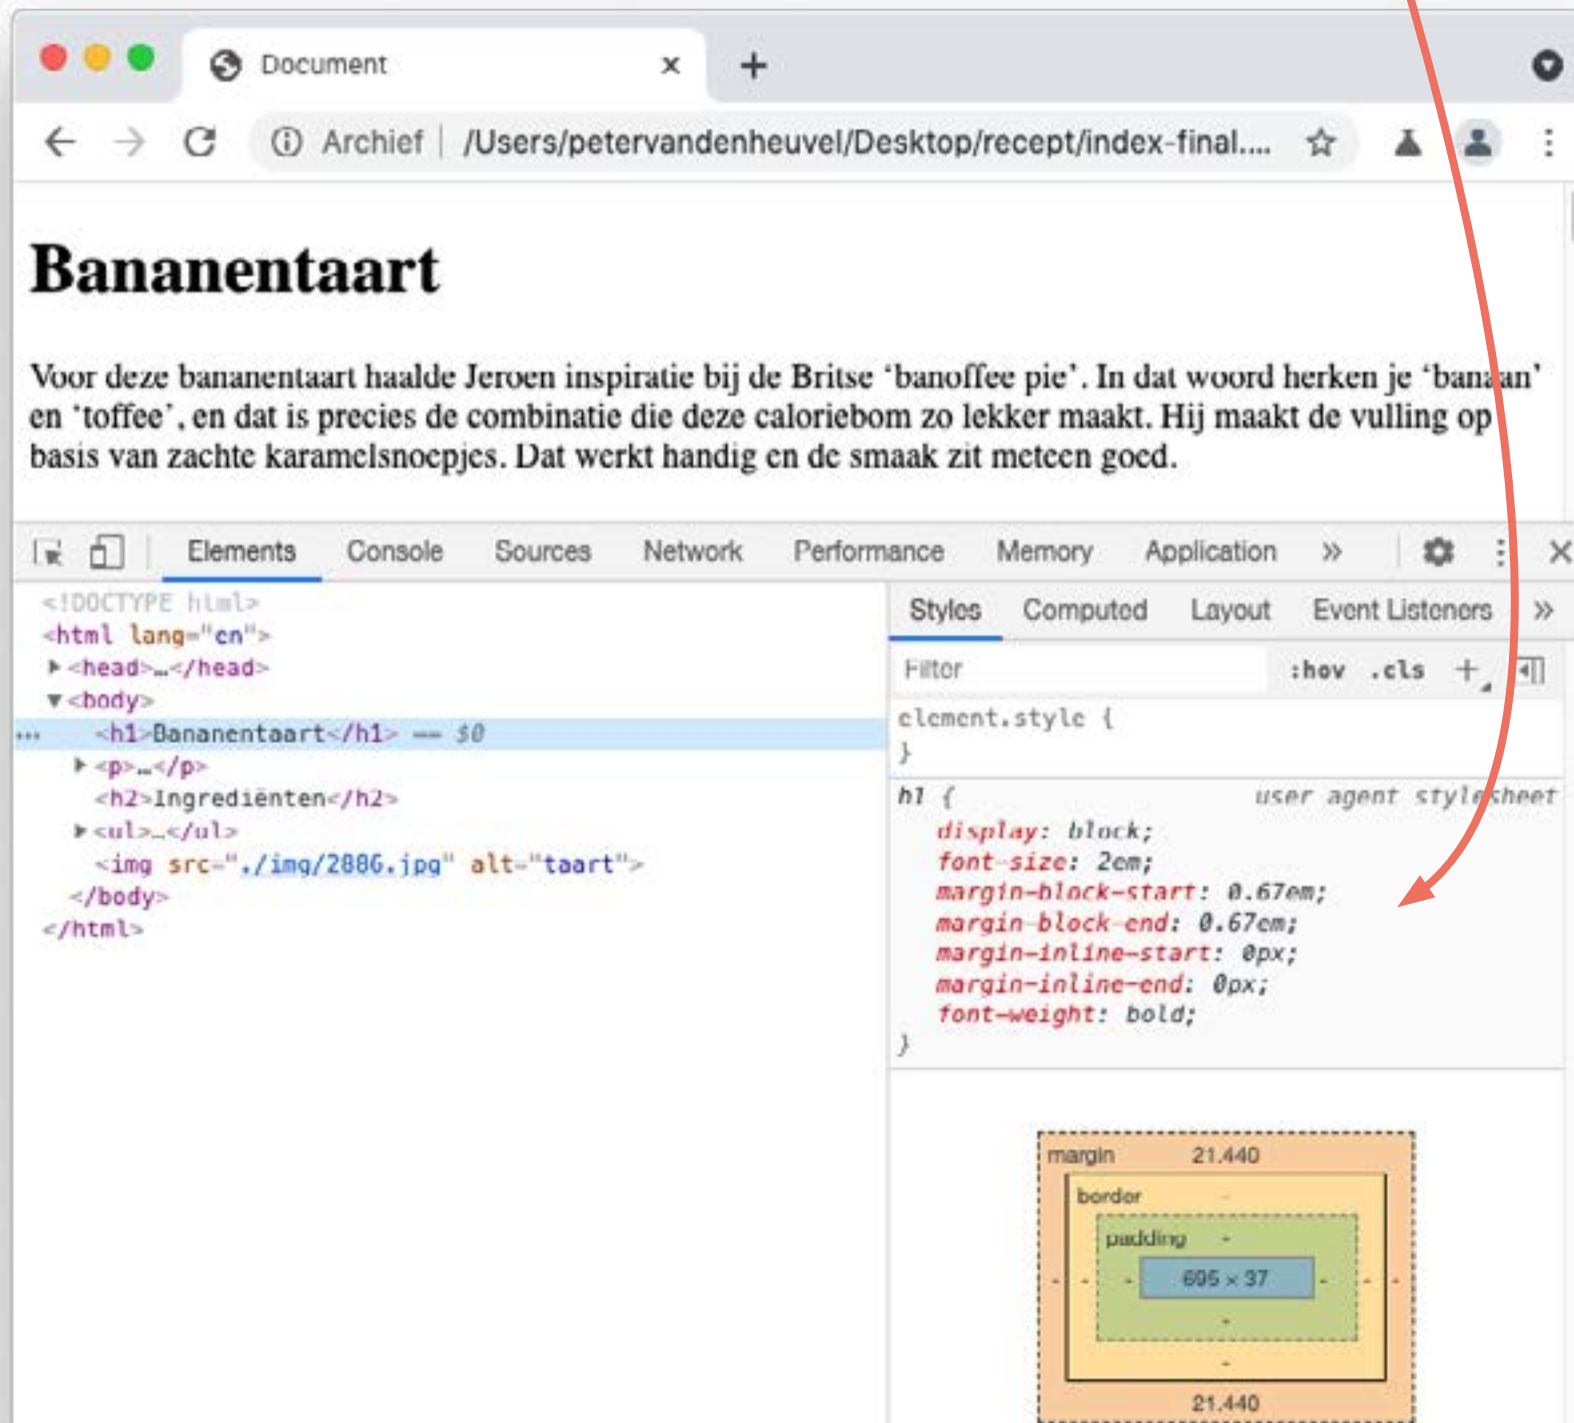 Document
Archief | /Users/petervandenheuvel/Desktop/recept/index-final....
Bananentaart
Voor deze bananentaart haalde Jeroen inspiratie bij de Britse ‘banoffee pie’. In dat woord herken je ‘banaan’
en ‘toffee’, en dat is precies de combinatie die deze caloriebom zo lekker maakt. Hij maakt de vulling op
basis van zachte karamelsnoepjes. Dat werkt handig en de smaak zit meteen goed.
Elements Console Sources Network Performance Memory Application »
<!DOCTYPE html>
<html lang="en">
<head>…</head>
<body>
<h1>Bananentaart</h1> == $0
<p>…</p>
<h2>Ingrediënten</h2>
<ul>…</ul>
<img src="./img/2886.jpg" alt="taart">
</body>
</html>
Styles Computed Layout Event Listeners »
Filter :hov .cls +
element.style {
}
h1 { user agent stylesheet
display: block;
font-size: 2em;
margin-block-start: 0.67em;
margin-block-end: 0.67em;
margin-inline-start: 0px;
margin-inline-end: 0px;
font-weight: bold;
}
margin 21.440
border -
padding -
- - - 695 × 37 - - -
-
-
21.440